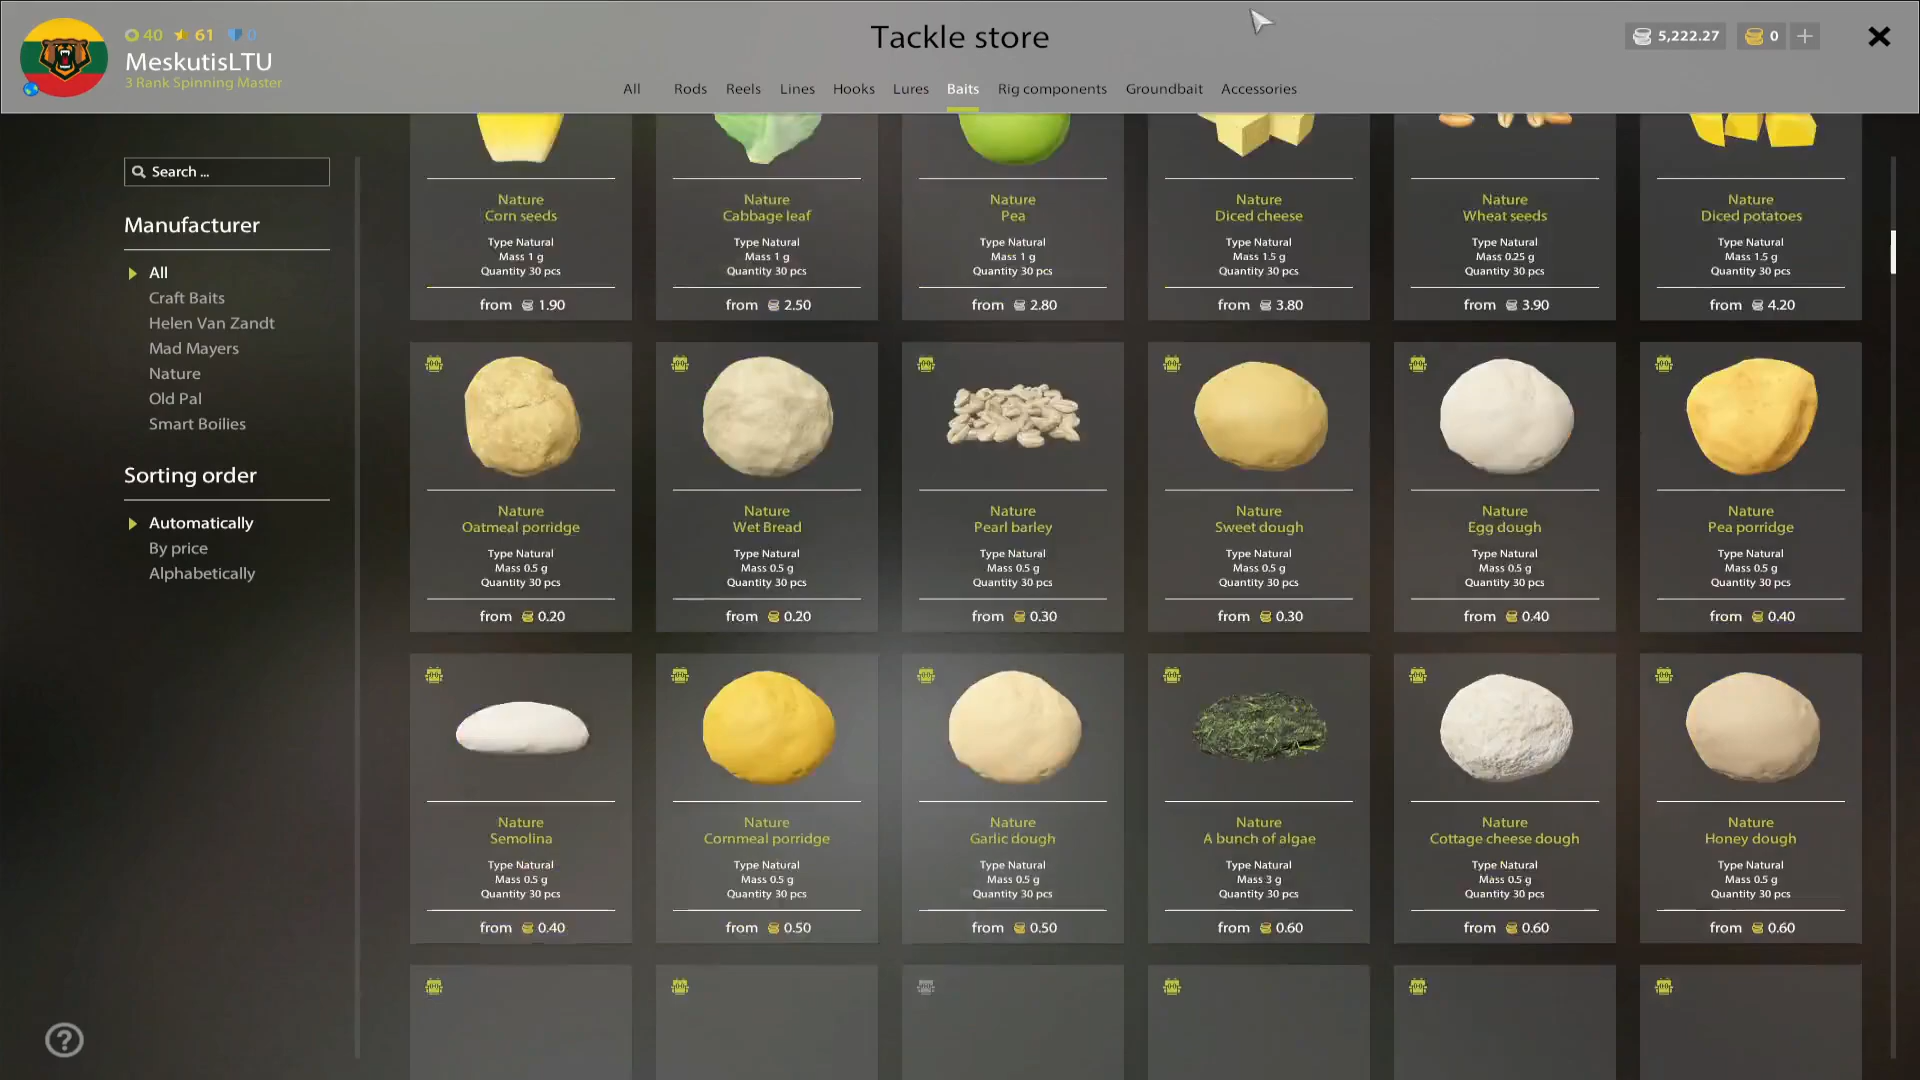 40 61 0
MeskutisLTU
3 Rank Spinning Master
Tackle store
5,222.27 0
All Rods Reels Lines Hooks Lures Baits Rig components Groundbait Accessories
Search ...
Manufacturer
All
Craft Baits
Helen Van Zandt
Mad Mayers
Nature
Old Pal
Smart Boilies
Sorting order
Automatically
By price
Alphabetically
Nature
Corn seeds
Type Natural
Mass 1 g
Quantity 30 pcs
from 1.90
Nature
Cabbage leaf
Type Natural
Mass 1 g
Quantity 30 pcs
from 2.50
Nature
Pea
Type Natural
Mass 1 g
Quantity 30 pcs
from 2.80
Nature
Diced cheese
Type Natural
Mass 1.5 g
Quantity 30 pcs
from 3.80
Nature
Wheat seeds
Type Natural
Mass 0.25 g
Quantity 30 pcs
from 3.90
Nature
Diced potatoes
Type Natural
Mass 1.5 g
Quantity 30 pcs
from 4.20
Nature
Oatmeal porridge
Type Natural
Mass 0.5 g
Quantity 30 pcs
from 0.20
Nature
Wet Bread
Type Natural
Mass 0.5 g
Quantity 30 pcs
from 0.20
Nature
Pearl barley
Type Natural
Mass 0.5 g
Quantity 30 pcs
from 0.30
Nature
Sweet dough
Type Natural
Mass 0.5 g
Quantity 30 pcs
from 0.30
Nature
Egg dough
Type Natural
Mass 0.5 g
Quantity 30 pcs
from 0.40
Nature
Pea porridge
Type Natural
Mass 0.5 g
Quantity 30 pcs
from 0.40
Nature
Semolina
Type Natural
Mass 0.5 g
Quantity 30 pcs
from 0.40
Nature
Cornmeal porridge
Type Natural
Mass 0.5 g
Quantity 30 pcs
from 0.50
Nature
Garlic dough
Type Natural
Mass 0.5 g
Quantity 30 pcs
from 0.50
Nature
A bunch of algae
Type Natural
Mass 3 g
Quantity 30 pcs
from 0.60
Nature
Cottage cheese dough
Type Natural
Mass 0.5 g
Quantity 30 pcs
from 0.60
Nature
Honey dough
Type Natural
Mass 0.5 g
Quantity 30 pcs
from 0.60
?